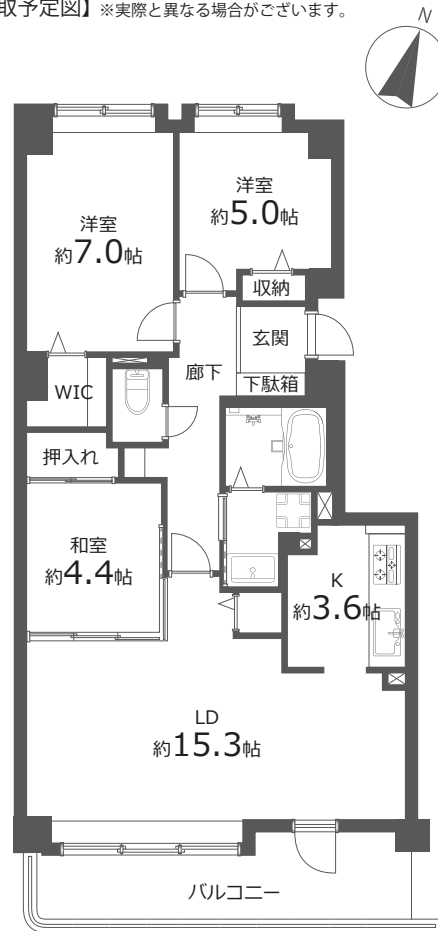 取予定図】※実際と異なる場合がございます。
N
洋室
約7.0帖
洋室
約5.0帖
収納
玄関
下駄箱
廊下
WIC
押入れ
和室
約4.4帖
K
約3.6帖
LD
約15.3帖
バルコニー